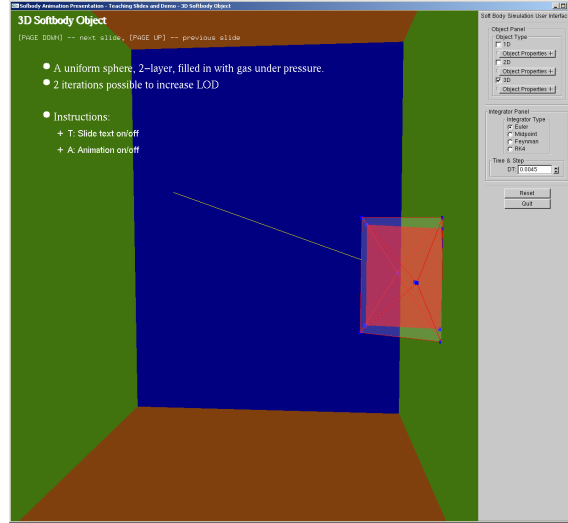 Softbody Animation Presentation - Teaching Slides and Demo - 3D Softbody Object
3D Softbody Object
[PAGE DOWN] -- next slide, [PAGE UP] -- previous slide
A uniform sphere, 2-layer, filled in with gas under pressure.
2 iterations possible to increase LOD
Instructions:
+ T: Slide text on/off
+ A: Animation on/off
Soft Body Simulation User Interfac
Object Panel
Object Type
1D
Object Properties +
2D
Object Properties +
3D
Object Properties +
Integrator Panel
Integrator Type
Euler
Midpoint
Feynman
RK4
Time & Step
DT: 0.0045
Reset
Quit